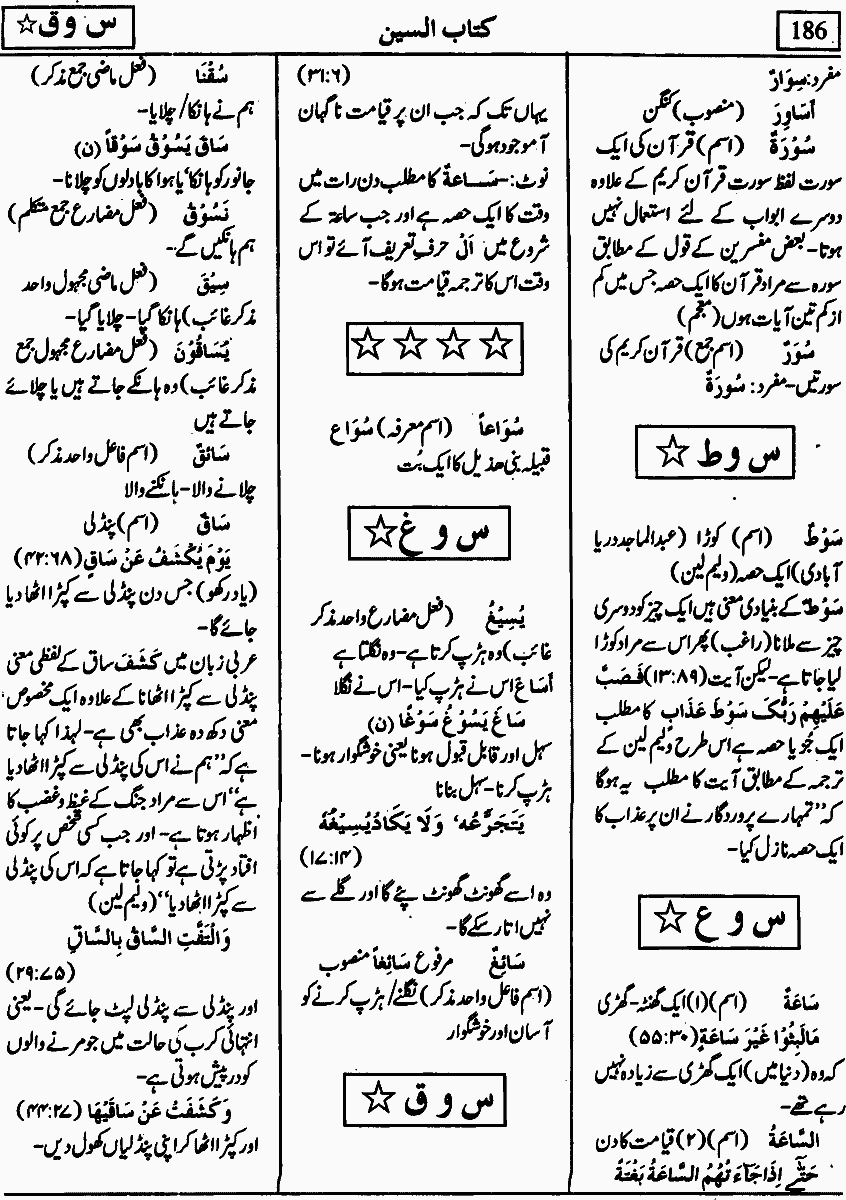 186
کتاب السین
س و ق ☆
مفرد: سِوَارٌ
أَسَاوِرَ (منصوب) کنگن
سُوْرَةٌ (اسم) قرآن کی ایک
سورت لفظ سورت قرآن کریم کے علاوہ
دوسرے ابواب کے لئے استعمال نہیں
ہوتا۔ بعض مفسرین کے قول کے مطابق
سورہ سے مراد قرآن کا ایک حصہ جس میں کم
از کم تین آیات ہوں (معجم)
سُوَرٌ (اسم جمع) قرآن کریم کی
سورتیں۔ مفرد: سُوْرَةٌ
س و ط ☆
سَوْطٌ (اسم) کوڑا (عبدالماجد دریا
آبادی) ایک حصہ (ولیم لین)
سَوْطٌ کے بنیادی معنی ہیں ایک چیز کو دوسری
چیز سے ملانا (راغب) پھر اس سے مراد کوڑا
لیا جاتا ہے۔ لیکن آیت (۱۳:۸۹) فَصَبَّ
عَلَيْهِمْ رَبُّكَ سَوْطَ عَذَابٍ کا مطلب
ایک جُو یا حصہ ہے اس طرح ولیم لین کے
ترجمہ کے مطابق آیت کا مطلب یہ ہوگا
کہ ’’تمہارے پروردگار نے ان پر عذاب کا
ایک حصہ نازل کیا۔
س و ع ☆
سَاعَةٌ (اسم) (۱) ایک گھنٹہ۔ گھڑی
مَالَبِثُوْا غَيْرَ سَاعَةٍ (۵۵:۳۰)
کہ وہ (دنیا میں) ایک گھڑی سے زیادہ نہیں
رہے تھے۔
السَّاعَةُ (اسم) (۲) قیامت کا دن
حَتّٰى اِذَا جَآءَتْهُمُ السَّاعَةُ بَغْتَةً
(۳۱:۶)
یہاں تک کہ جب ان پر قیامت ناگہان
آ موجود ہوگی۔
نوٹ:۔ سَاعَةٌ کا مطلب دن رات میں
وقت کا ایک حصہ ہے اور جب ساعۃ کے
شروع میں اَلْ حرفِ تعریف آئے تو اس
وقت اس کا ترجمہ قیامت ہوگا۔
☆ ☆ ☆ ☆
سُوَاعاً (اسم معرفہ) سُوَاع
قبیلہ بنی ھذیل کا ایک بُت
س و غ ☆
يُسِيْغُ (فعل مضارع واحد مذکر
غائب) وہ ہڑپ کرتا ہے۔ وہ نگلتا ہے
أَسَاغَ اس نے ہڑپ کیا۔ اس نے نگلا
سَاغَ يَسُوْغُ سَوْغًا (ن)
سہل اور قابل قبول ہونا یعنی خوشگوار ہونا۔
ہڑپ کرنا۔ سہل بنانا
يَتَجَرَّعُه، وَلَا يَكَادُيُسِيْغُهٗ
(۱۷:۱۴)
وہ اسے گھونٹ گھونٹ پئے گا اور گلے سے
نہیں اتار سکے گا۔
سَائِغٌ مرفوع سَائِغاً منصوب
(اسم فاعل واحد مذکر) نگلنے/ ہڑپ کرنے کو
آسان اور خوشگوار
س و ق ☆
سُقْنَا (فعل ماضی جمع مذکر)
ہم نے ہانکا/ چلایا۔
سَاقَ يَسُوْقُ سَوْقاً (ن)
جانور کو ہانکا یا ہوا کا بادلوں کو چلانا۔
نَسُوْقُ (فعل مضارع جمع متکلم)
ہم ہانکیں گے۔
سِيْقَ (فعل ماضی مجہول واحد
مذکر غائب) ہانکا گیا۔ چلایا گیا۔
يُسَاقُوْنَ (فعل مضارع مجہول جمع
مذکر غائب) وہ ہانکے جاتے ہیں یا چلائے
جاتے ہیں
سَائِقٌ (اسم فاعل واحد مذکر)
چلانے والا۔ ہانکنے والا
سَاقٌ (اسم) پنڈلی
يَوْمَ يُكْشَفُ عَنْ سَاقٍ (۴۲:۶۸)
(یاد رکھو) جس دن پنڈلی سے کپڑا اٹھا دیا
جائے گا۔
عربی زبان میں کَشَفَ ساق کے لفظی معنی
پنڈلی سے کپڑا اٹھانا کے علاوہ ایک مخصوص
معنی دکھ دہ عذاب بھی ہے۔ لہذا کہا جاتا
ہے کہ ’’ہم نے اس کی پنڈلی سے کپڑا اٹھا دیا
ہے‘‘ اس سے مراد جنگ کے غیظ و غضب کا
اظہار ہوتا ہے۔ اور جب کسی شخص پر کوئی
افتاد پڑتی ہے تو کہا جاتا ہے کہ اس کی پنڈلی
سے کپڑا اٹھا دیا‘‘ (ولیم لین)
وَالْتَفَّتِ السَّاقُ بِالسَّاقِ
(۲۹:۷۵)
اور پنڈلی سے پنڈلی لپٹ جائے گی۔ یعنی
انتہائی کرب کی حالت میں جو مرنے والوں
کو درپیش ہوتی ہے۔
وَكَشَفَتْ عَنْ سَاقَيْهَا (۴۴:۲۷)
اور کپڑا اٹھا کر اپنی پنڈلیاں کھول دیں۔